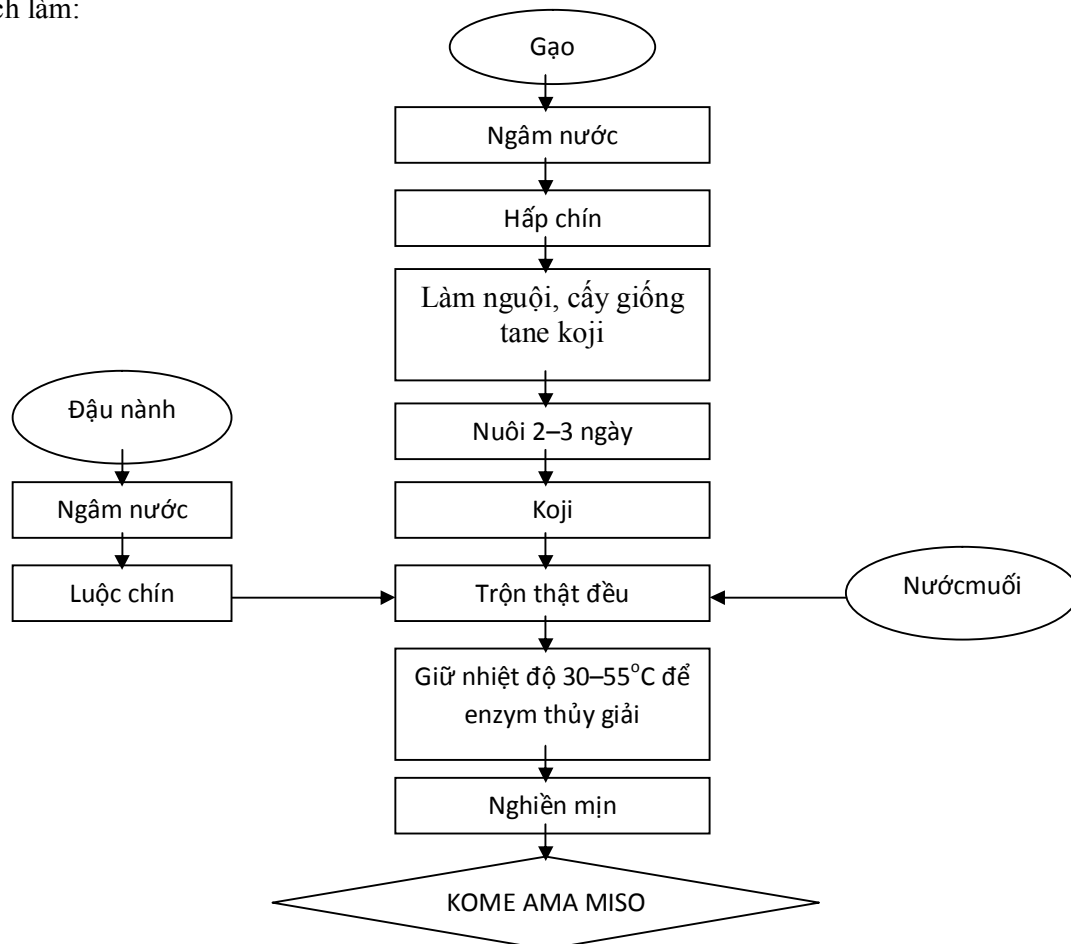 ch làm:
Gạo
Ngâm nước
Hấp chín
Làm nguội, cấy giống
tane koji
Nuôi 2–3 ngày
Koji
Đậu nành
Ngâm nước
Luộc chín
Trộn thật đều
Nướcmuối
Giữ nhiệt độ 30–55°C để
enzym thủy giải
Nghiền mịn
KOME AMA MISO